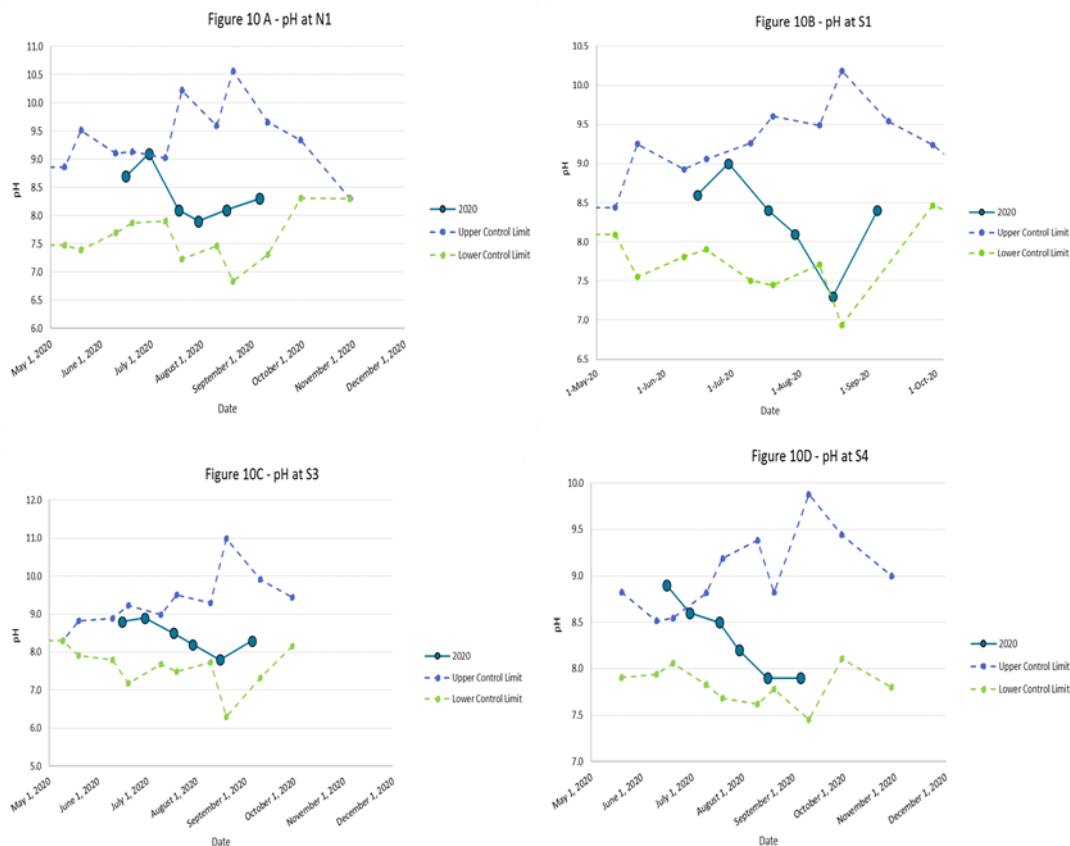 Figure 10 A - pH at N1
11.0
10.5
10.0
9.5
9.0
8.5
8.0
7.5
7.0
6.5
6.0
pH
May 1, 2020
June 1, 2020
July 1, 2020
August 1, 2020
September 1, 2020
October 1, 2020
November 1, 2020
December 1, 2020
Date
2020
Upper Control Limit
Lower Control Limit
Figure 10B - pH at S1
10.5
10.0
9.5
9.0
8.5
8.0
7.5
7.0
6.5
pH
1-May-20
1-Jun-20
1-Jul-20
1-Aug-20
1-Sep-20
1-Oct-20
Date
2020
Upper Control Limit
Lower Control Limit
Figure 10C - pH at S3
12.0
11.0
10.0
9.0
8.0
7.0
6.0
5.0
pH
May 1, 2020
June 1, 2020
July 1, 2020
August 1, 2020
September 1, 2020
October 1, 2020
November 1, 2020
December 1, 2020
Date
2020
Upper Control Limit
Lower Control Limit
Figure 10D - pH at S4
10.0
9.5
9.0
8.5
8.0
7.5
7.0
pH
May 1, 2020
June 1, 2020
July 1, 2020
August 1, 2020
September 1, 2020
October 1, 2020
November 1, 2020
December 1, 2020
Date
2020
Upper Control Limit
Lower Control Limit